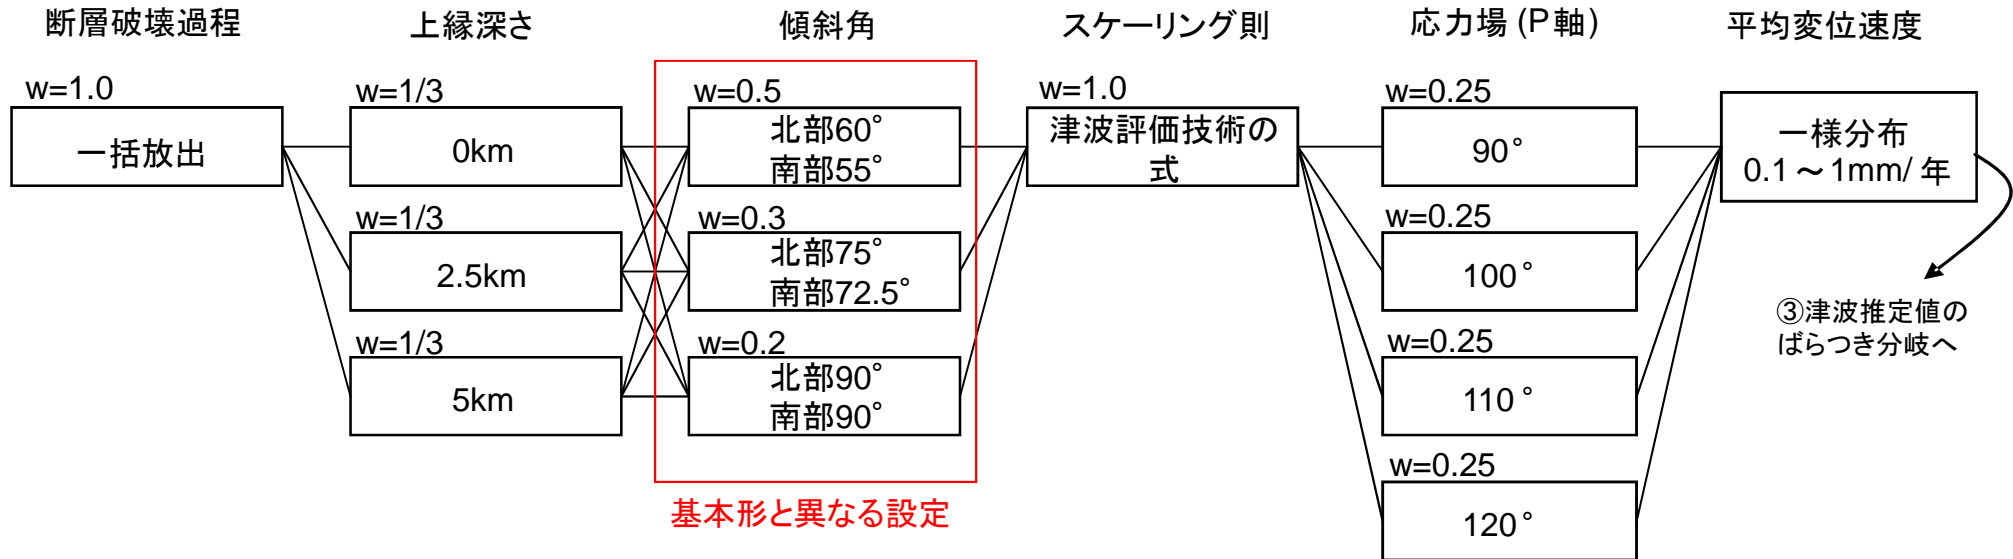 断層破壊過程
上縁深さ
傾斜角
スケーリング則
応力場 (P軸)
平均変位速度
w=1.0
一括放出
w=1/3
0km
w=1/3
2.5km
w=1/3
5km
w=0.5
北部60°
南部55°
w=0.3
北部75°
南部72.5°
w=0.2
北部90°
南部90°
基本形と異なる設定
w=1.0
津波評価技術の
式
w=0.25
90°
w=0.25
100°
w=0.25
110°
w=0.25
120°
一様分布
0.1～1mm/年
③津波推定値の
ばらつき分岐へ